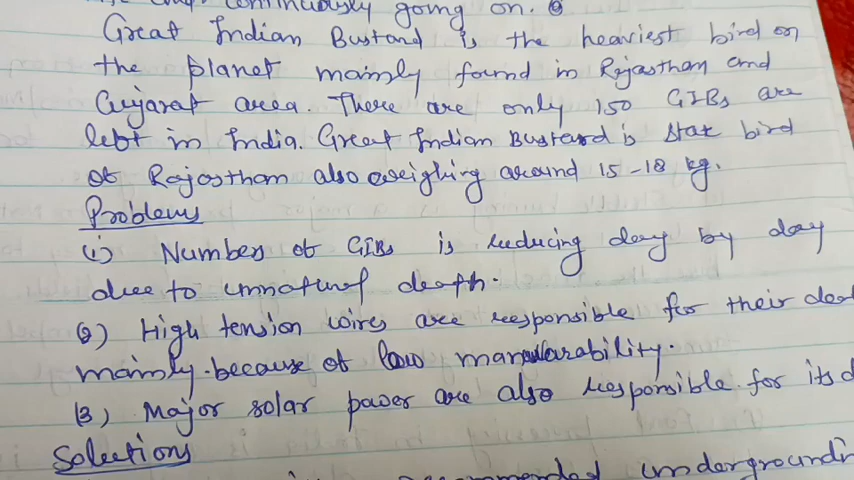 continuously going on.
Great Indian Bustard is the heaviest bird on
the planet mainly found in Rajasthan and
Gujarat area. There are only 150 GIBs are
left in India. Great Indian Bustard is state bird
of Rajasthan also weighing around 15-18 kg.
Problems
(1) Number of GIBs is reducing day by day
due to unnatural death.
(2) High tension wires are responsible for their
mainly because of low
(3) Major solar power are also responsible for its
Solutions
recommended